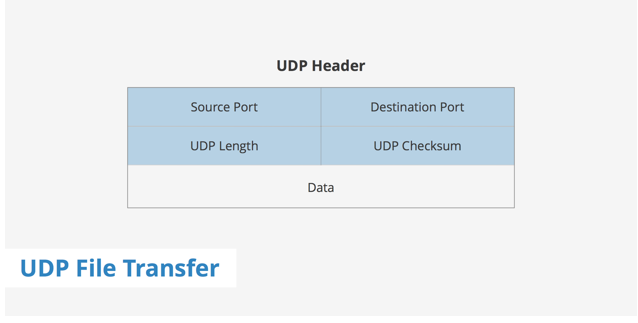 UDP Header
Source Port
Destination Port
UDP Length
UDP Checksum
Data
UDP File Transfer